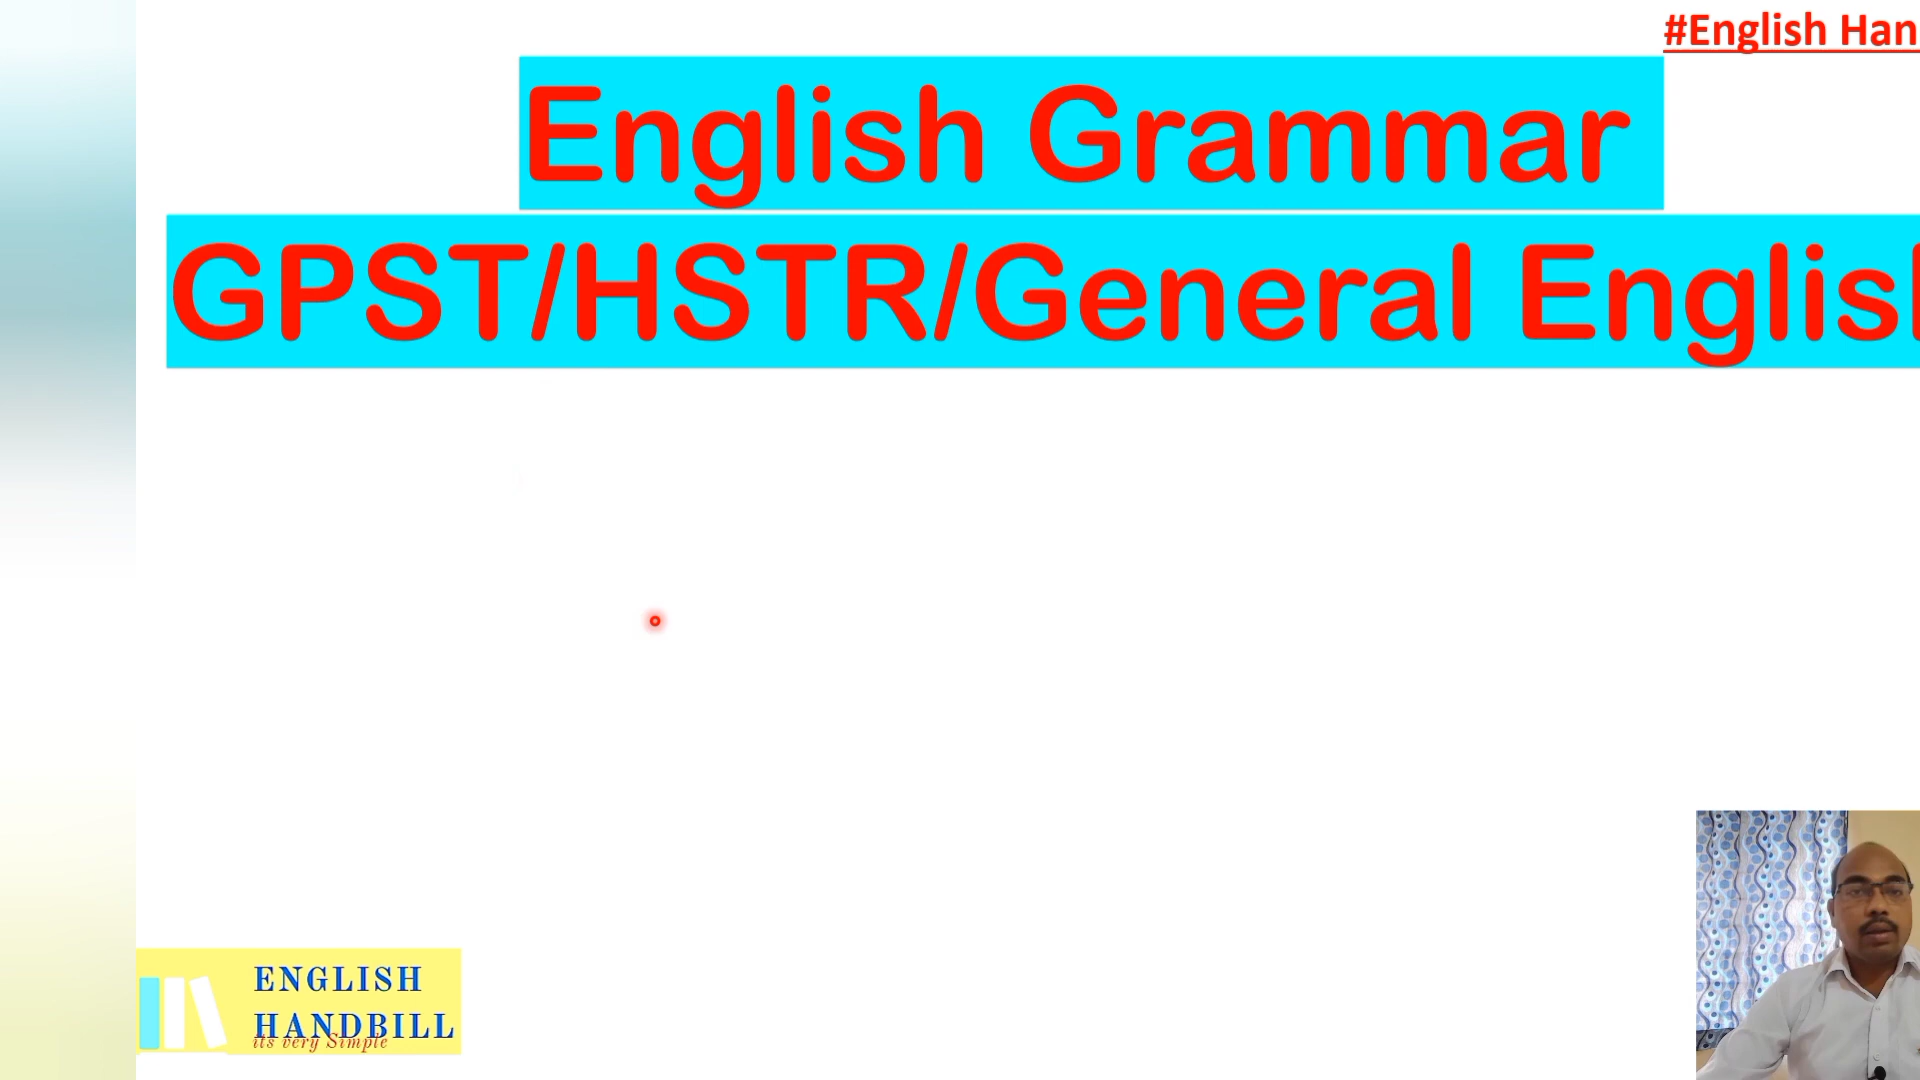 #English Han
English Grammar
GPST/HSTR/General Englis
ENGLISH
HANDBILL
its very Simple